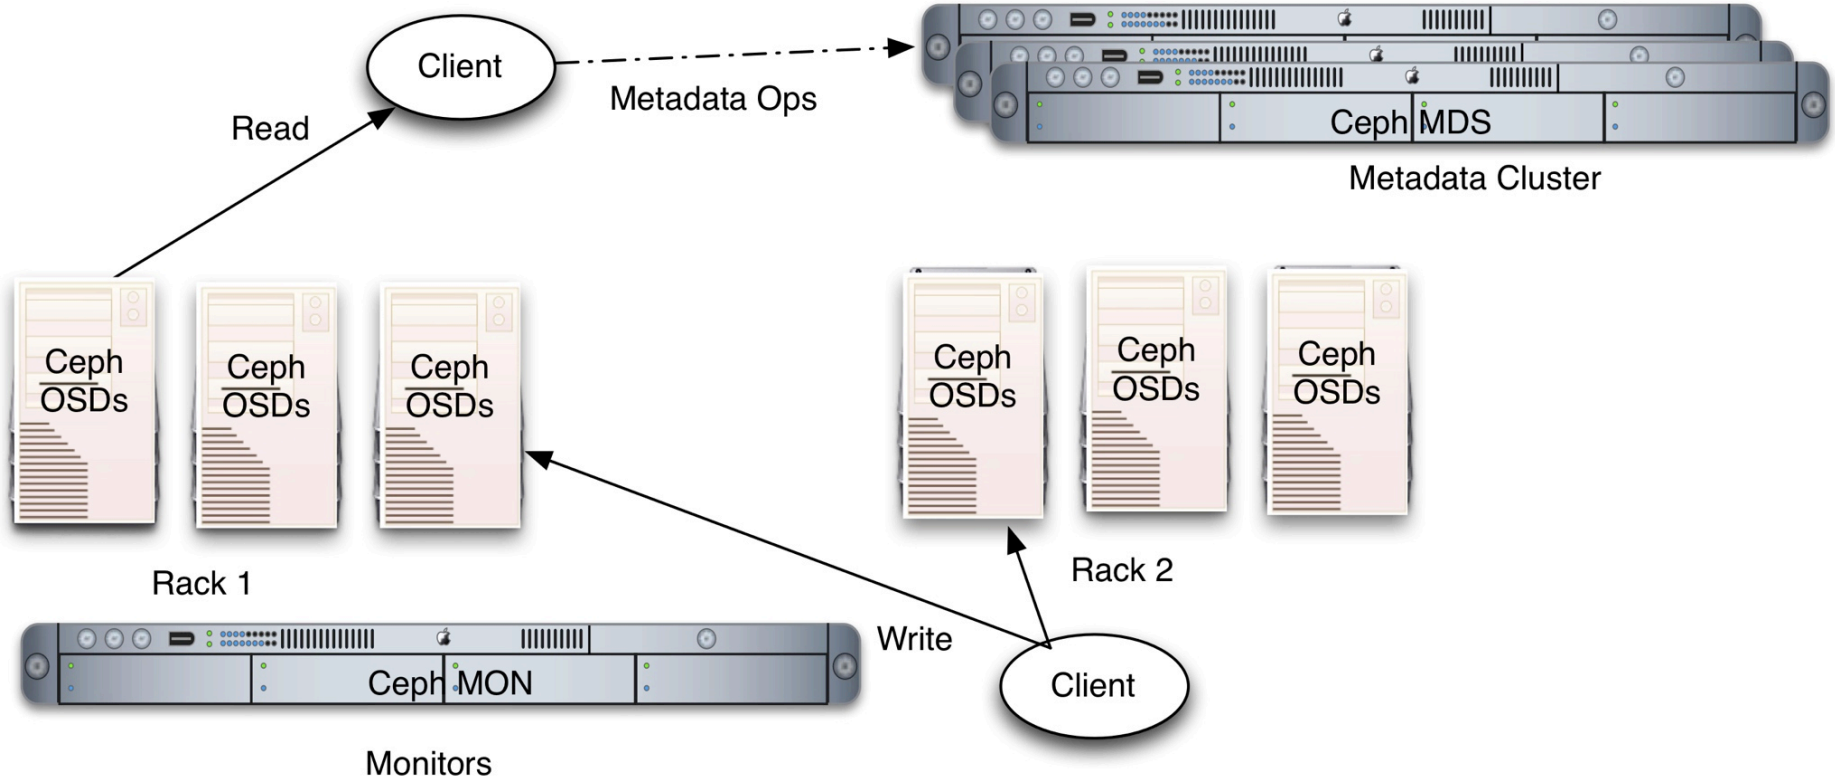 Client
Metadata Ops
Read
Ceph MDS
Metadata Cluster
Ceph
OSDs
Ceph
OSDs
Ceph
OSDs
Ceph
OSDs
Ceph
OSDs
Ceph
OSDs
Rack 1
Rack 2
Write
Ceph MON
Client
Monitors